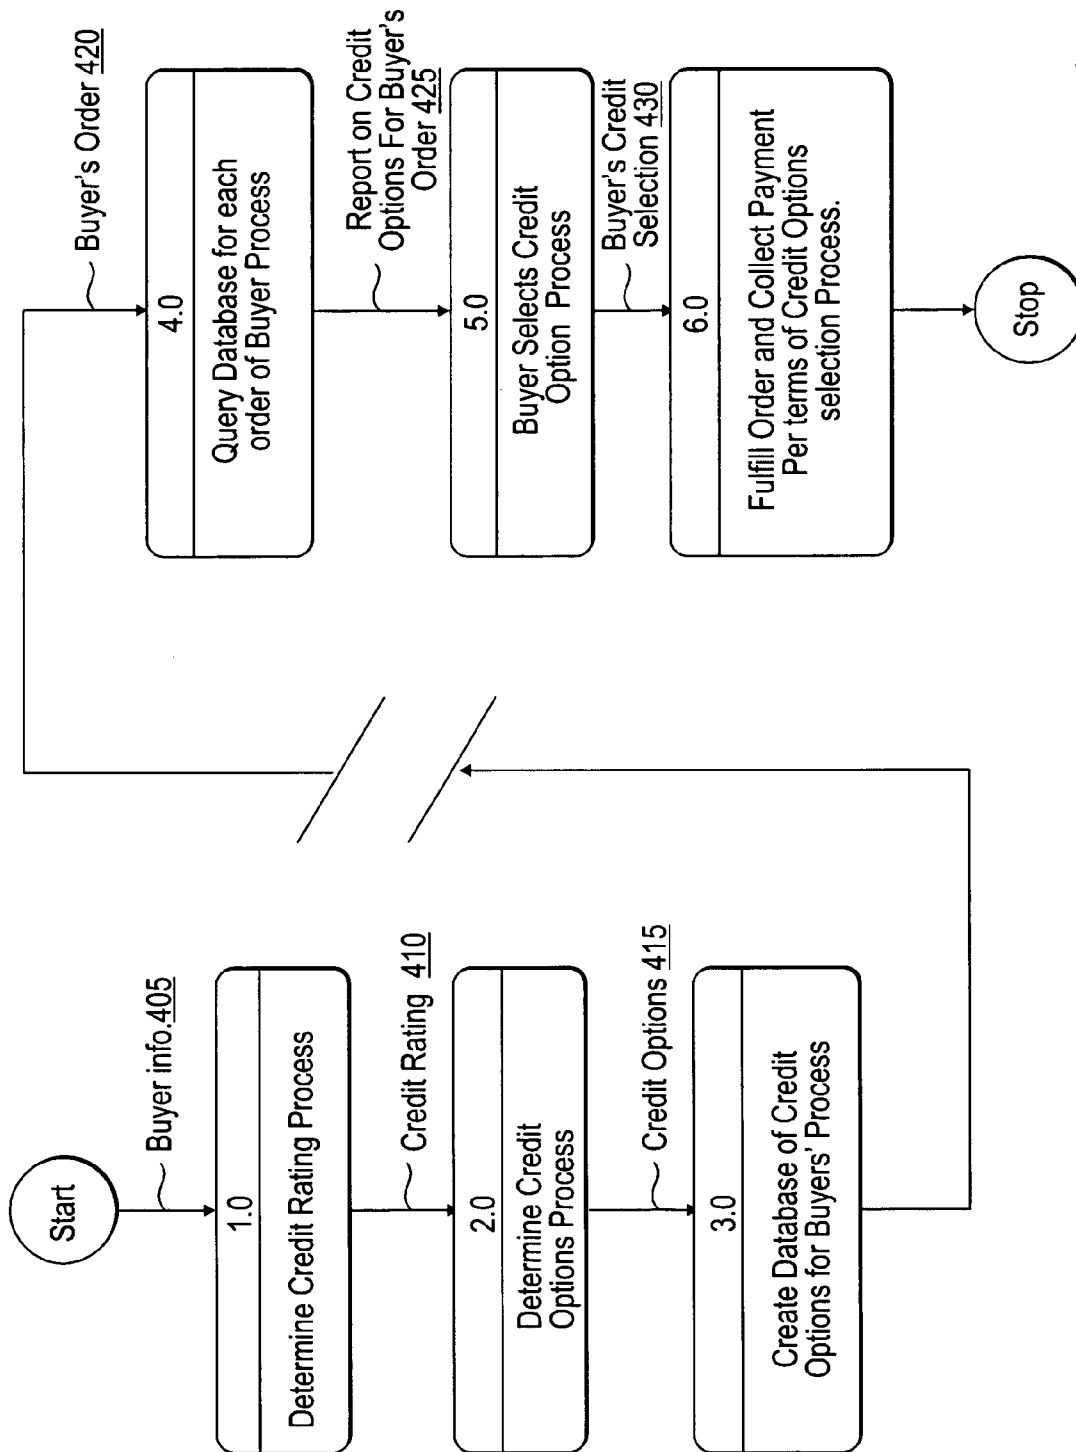 Start
Buyer info.405
1.0
Determine Credit Rating Process
Credit Rating 410
2.0
Determine Credit
Options Process
Credit Options 415
3.0
Create Database of Credit
Options for Buyers' Process
Buyer's Order 420
4.0
Query Database for each
order of Buyer Process
Report on Credit
Options For Buyer's
Order 425
5.0
Buyer Selects Credit
Option Process
Buyer's Credit
Selection 430
6.0
Fulfill Order and Collect Payment
Per terms of Credit Options
selection Process.
Stop